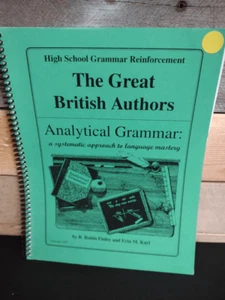 High School Grammar Reinforcement
The Great
British Authors
Analytical Grammar:
a systematic approach to language mastery
by R. Robin Finley and Erin M. Karl